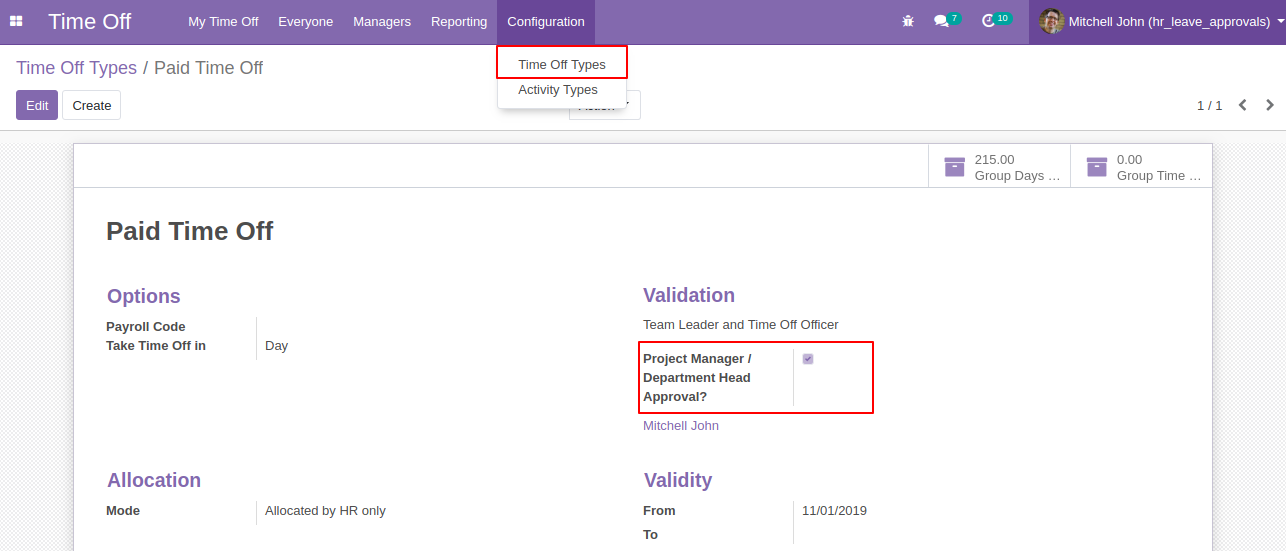 Time Off
My Time Off
Everyone
Managers
Reporting
Configuration
7
10
Mitchell John (hr_leave_approvals)
Time Off Types / Paid Time Off
Time Off Types
Activity Types
Edit
Create
1 / 1
215.00
Group Days ...
0.00
Group Time ...
Paid Time Off
Options
Payroll Code
Take Time Off in
Day
Validation
Team Leader and Time Off Officer
Project Manager /
Department Head
Approval?
Mitchell John
Allocation
Mode
Allocated by HR only
Validity
From
11/01/2019
To